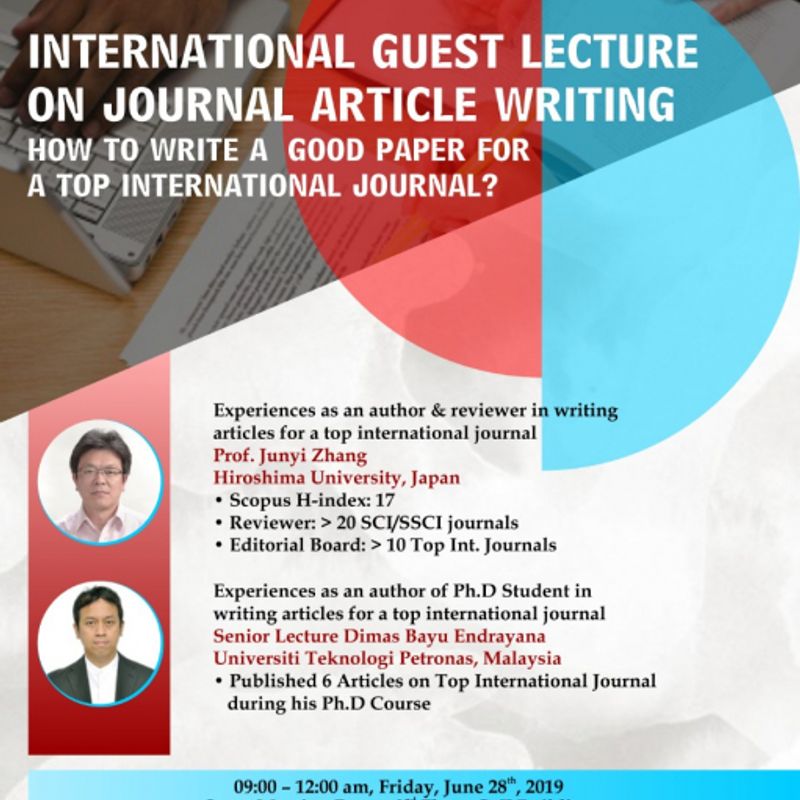 INTERNATIONAL GUEST LECTURE
ON JOURNAL ARTICLE WRITING
HOW TO WRITE A GOOD PAPER FOR
A TOP INTERNATIONAL JOURNAL?
Experiences as an author & reviewer in writing
articles for a top international journal
Prof. Junyi Zhang
Hiroshima University, Japan
• Scopus H-index: 17
• Reviewer: > 20 SCI/SSCI journals
• Editorial Board: > 10 Top Int. Journals
Experiences as an author of Ph.D Student in
writing articles for a top international journal
Senior Lecture Dimas Bayu Endrayana
Universiti Teknologi Petronas, Malaysia
• Published 6 Articles on Top International Journal
during his Ph.D Course
09:00 – 12:00 am, Friday, June 28th, 2019